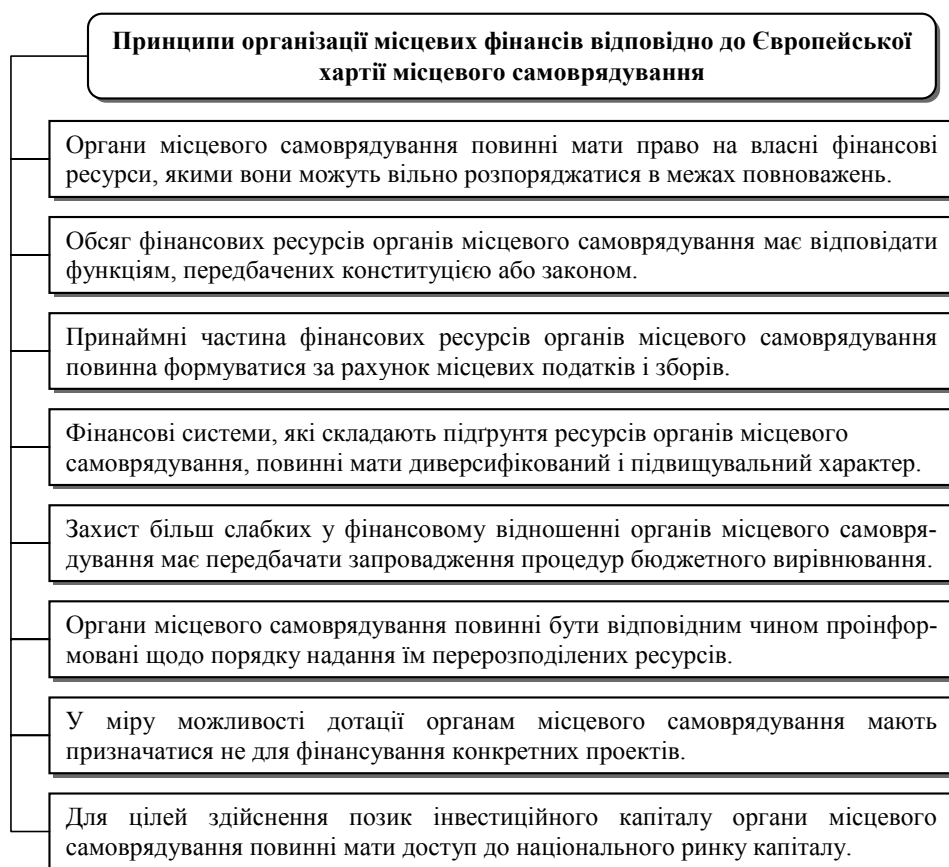 Принципи організації місцевих фінансів відповідно до Європейської
хартії місцевого самоврядування
Органи місцевого самоврядування повинні мати право на власні фінансові
ресурси, якими вони можуть вільно розпоряджатися в межах повноважень.
Обсяг фінансових ресурсів органів місцевого самоврядування має відповідати
функціям, передбачених конституцією або законом.
Принаймні частина фінансових ресурсів органів місцевого самоврядування
повинна формуватися за рахунок місцевих податків і зборів.
Фінансові системи, які складають підґрунтя ресурсів органів місцевого
самоврядування, повинні мати диверсифікований і підвищувальний характер.
Захист більш слабких у фінансовому відношенні органів місцевого самовря-
дування має передбачати запровадження процедур бюджетного вирівнювання.
Органи місцевого самоврядування повинні бути відповідним чином проінфор-
мовані щодо порядку надання їм перерозподілених ресурсів.
У міру можливості дотації органам місцевого самоврядування мають
призначатися не для фінансування конкретних проектів.
Для цілей здійснення позик інвестиційного капіталу органи місцевого
самоврядування повинні мати доступ до національного ринку капіталу.